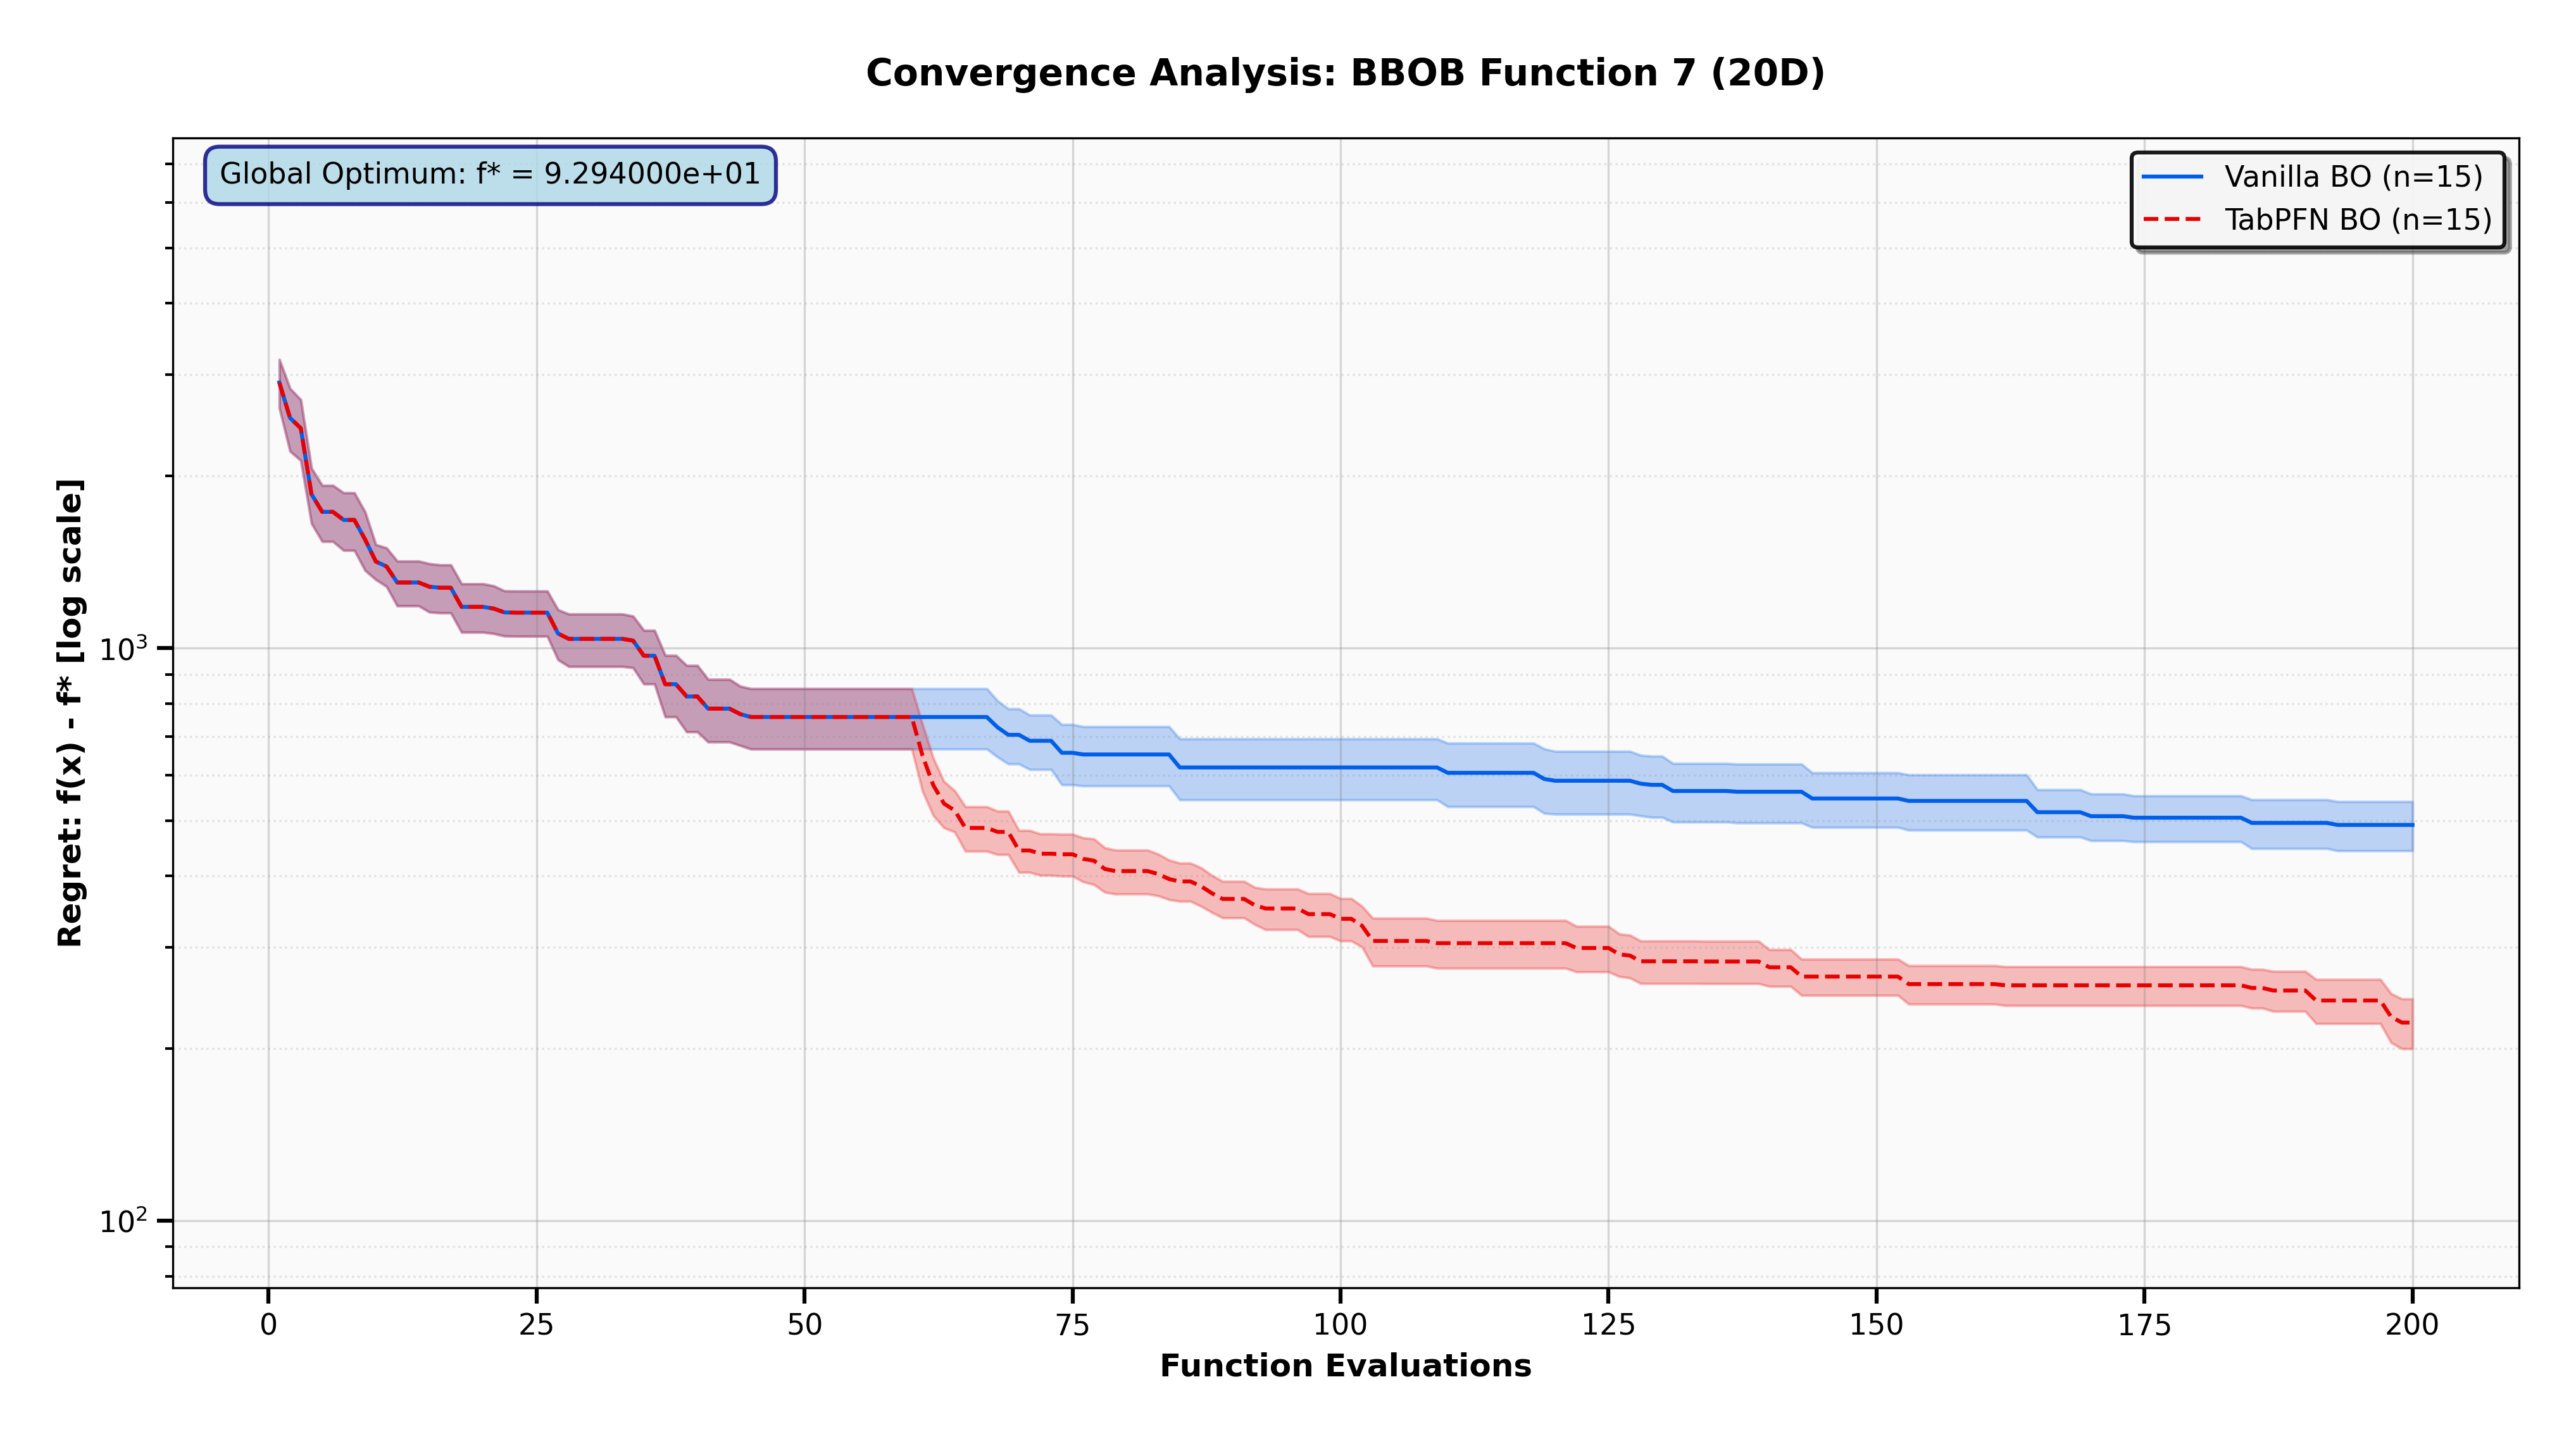 Convergence Analysis: BBOB Function 7 (20D)
Global Optimum: f* = 9.294000e+01
Vanilla BO (n=15)
TabPFN BO (n=15)
Regret: f(x) - f* [log scale]
10³
10²
0 25 50 75 100 125 150 175 200
Function Evaluations